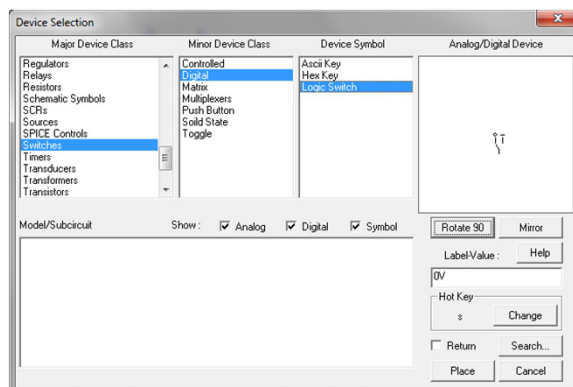 Device Selection
Major Device Class
Minor Device Class
Device Symbol
Analog/Digital Device
Regulators
Relays
Resistors
Schematic Symbols
SCRs
Sources
SPICE Controls
Switches
Timers
Transducers
Transformers
Transistors
Controlled
Digital
Matrix
Multiplexers
Push Button
Soild State
Toggle
Ascii Key
Hex Key
Logic Switch
Model/Subcircuit
Show : Analog Digital Symbol
Rotate 90 Mirror
Label-Value : Help
0V
Hot Key
s Change
Return Search...
Place Cancel